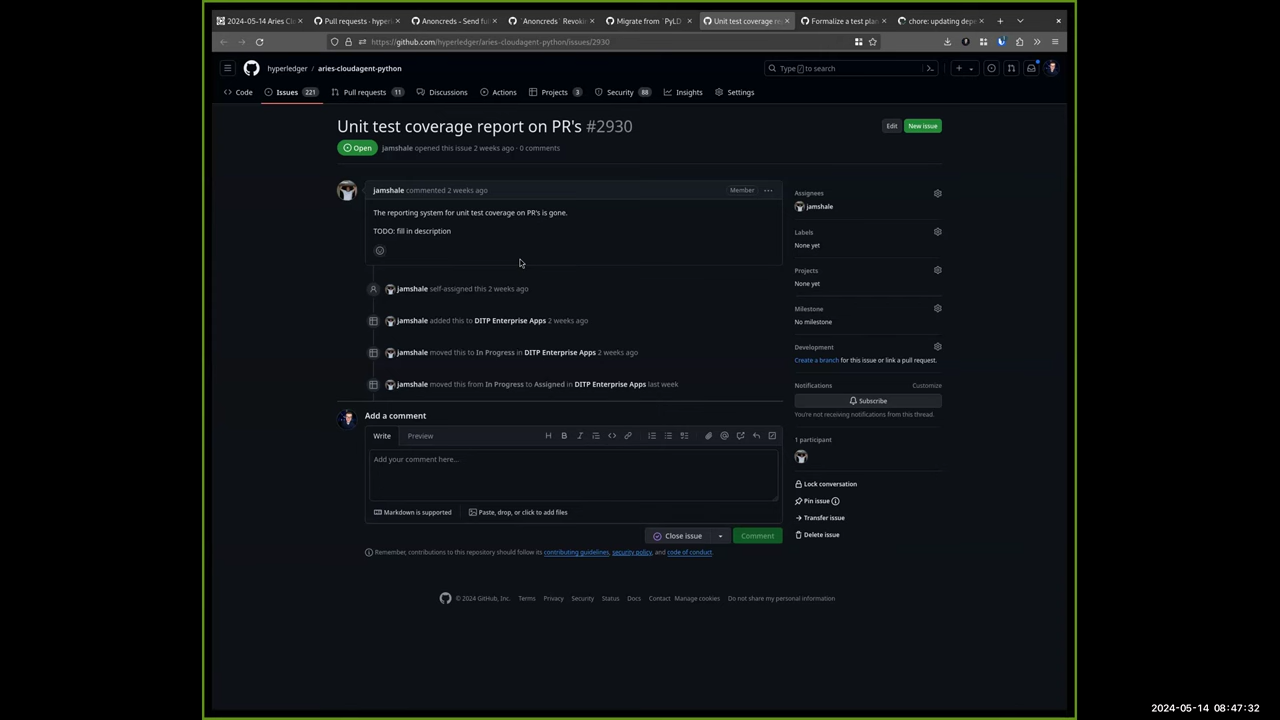 2024-05-14 Aries Clo
Pull requests · hyperl
Anoncreds - Send ful
`Anoncreds` Revokin
Migrate from `PyLD
Unit test coverage re
Formalize a test plan
chore: updating depe
https://github.com/hyperledger/aries-cloudagent-python/issues/2930
hyperledger / aries-cloudagent-python
Type / to search
Code
Issues 221
Pull requests 11
Discussions
Actions
Projects 3
Security 88
Insights
Settings
Unit test coverage report on PR's #2930
Edit
New issue
Open
jamshale opened this issue 2 weeks ago · 0 comments
jamshale commented 2 weeks ago
Member
The reporting system for unit test coverage on PR's is gone.
TODO: fill in description
jamshale self-assigned this 2 weeks ago
jamshale added this to DITP Enterprise Apps 2 weeks ago
jamshale moved this to In Progress in DITP Enterprise Apps 2 weeks ago
jamshale moved this from In Progress to Assigned in DITP Enterprise Apps last week
Add a comment
Write
Preview
Add your comment here...
Markdown is supported
Paste, drop, or click to add files
Close issue
Comment
Remember, contributions to this repository should follow its contributing guidelines, security policy, and code of conduct.
Assignees
jamshale
Labels
None yet
Projects
None yet
Milestone
No milestone
Development
Create a branch for this issue or link a pull request.
Notifications
Customize
Subscribe
You're not receiving notifications from this thread.
1 participant
Lock conversation
Pin issue
Transfer issue
Delete issue
© 2024 GitHub, Inc.
Terms
Privacy
Security
Status
Docs
Contact
Manage cookies
Do not share my personal information
2024-05-14 08:47:32